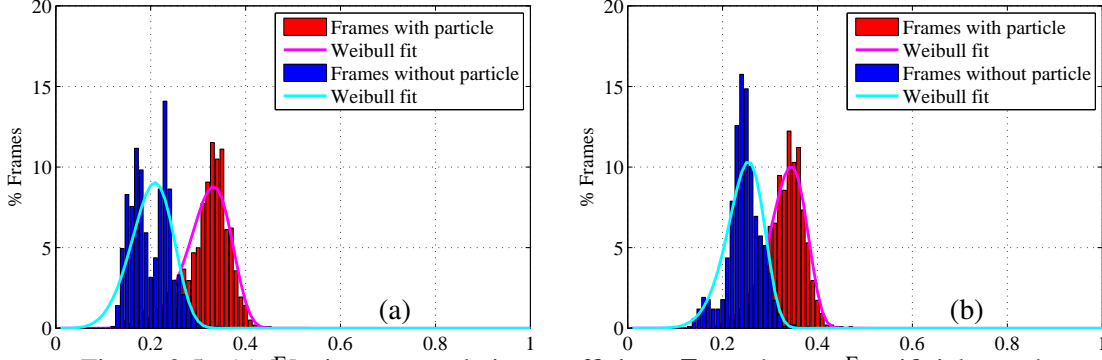 20
15
10
5
0
% Frames
Frames with particle
Weibull fit
Frames without particle
Weibull fit
(a)
0 0.2 0.4 0.6 0.8 1
20
15
10
5
0
% Frames
Frames with particle
Weibull fit
Frames without particle
Weibull fit
(b)
0 0.2 0.4 0.6 0.8 1